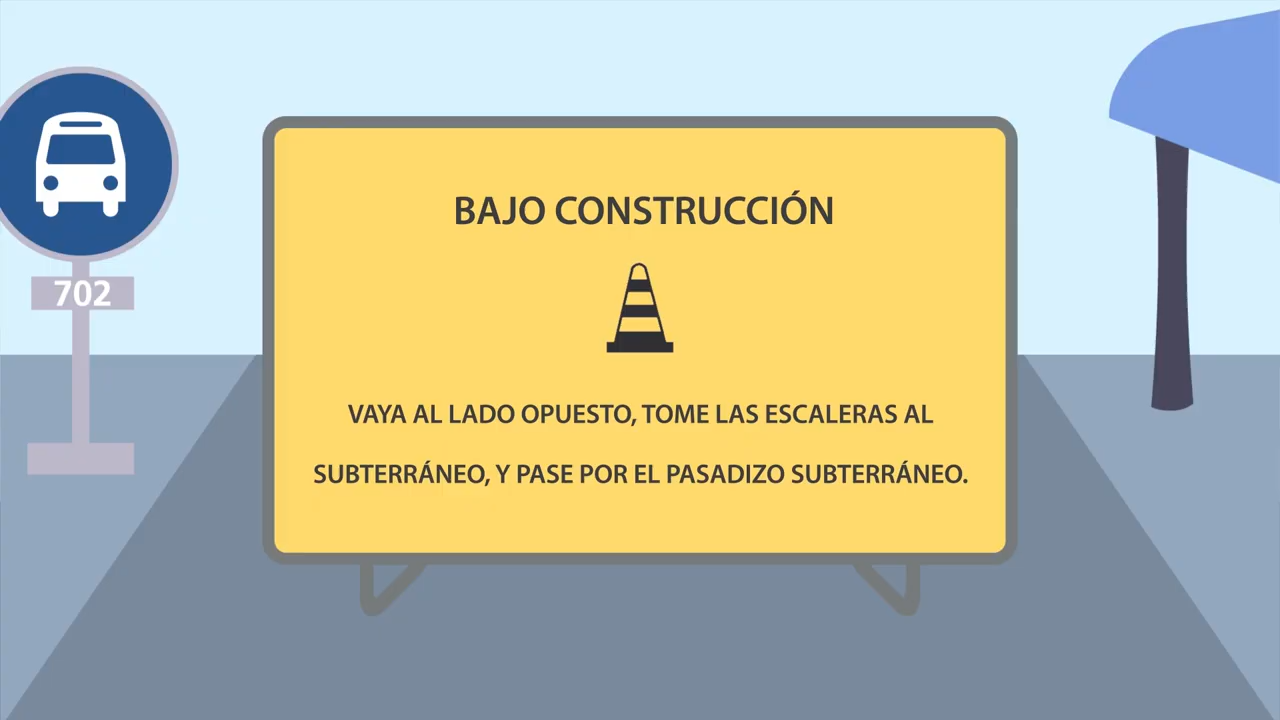 BAJO CONSTRUCCIÓN
702
VAYA AL LADO OPUESTO, TOME LAS ESCALERAS AL
SUBTERRÁNEO, Y PASE POR EL PASADIZO SUBTERRÁNEO.